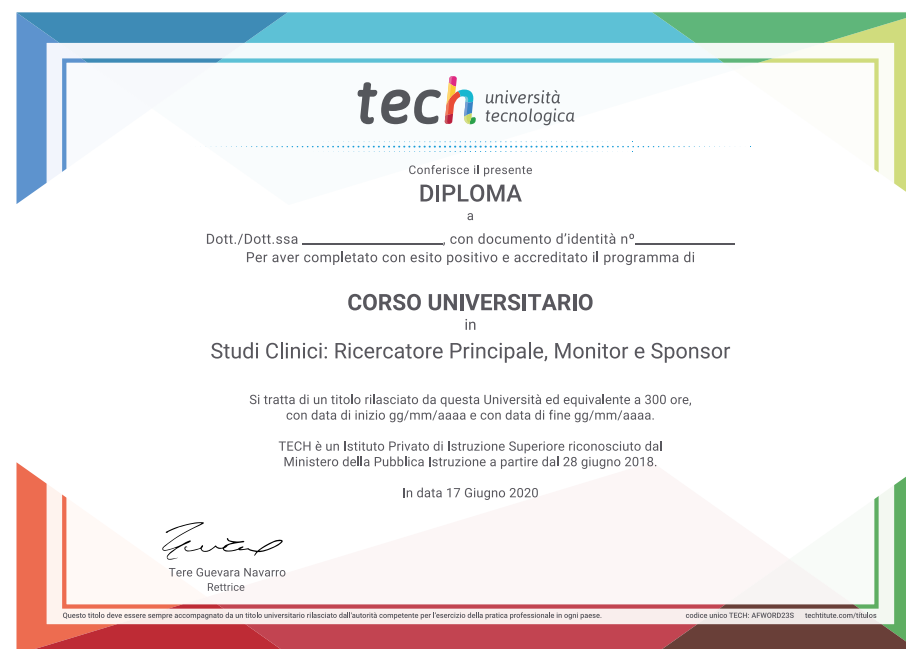 tech università
tecnologica
Conferisce il presente
DIPLOMA
a
Dott./Dott.ssa ____________________, con documento d'identità nº______________
Per aver completato con esito positivo e accreditato il programma di
CORSO UNIVERSITARIO
in
Studi Clinici: Ricercatore Principale, Monitor e Sponsor
Si tratta di un titolo rilasciato da questa Università ed equivalente a 300 ore,
con data di inizio gg/mm/aaaa e con data di fine gg/mm/aaaa.
TECH è un Istituto Privato di Istruzione Superiore riconosciuto dal
Ministero della Pubblica Istruzione a partire dal 28 giugno 2018.
In data 17 Giugno 2020
Tere Guevara Navarro
Rettrice
Questo titolo deve essere sempre accompagnato da un titolo universitario rilasciato dall'autorità competente per l'esercizio della pratica professionale in ogni paese. codice unico TECH: AFWORD23S techtitute.com/titulos